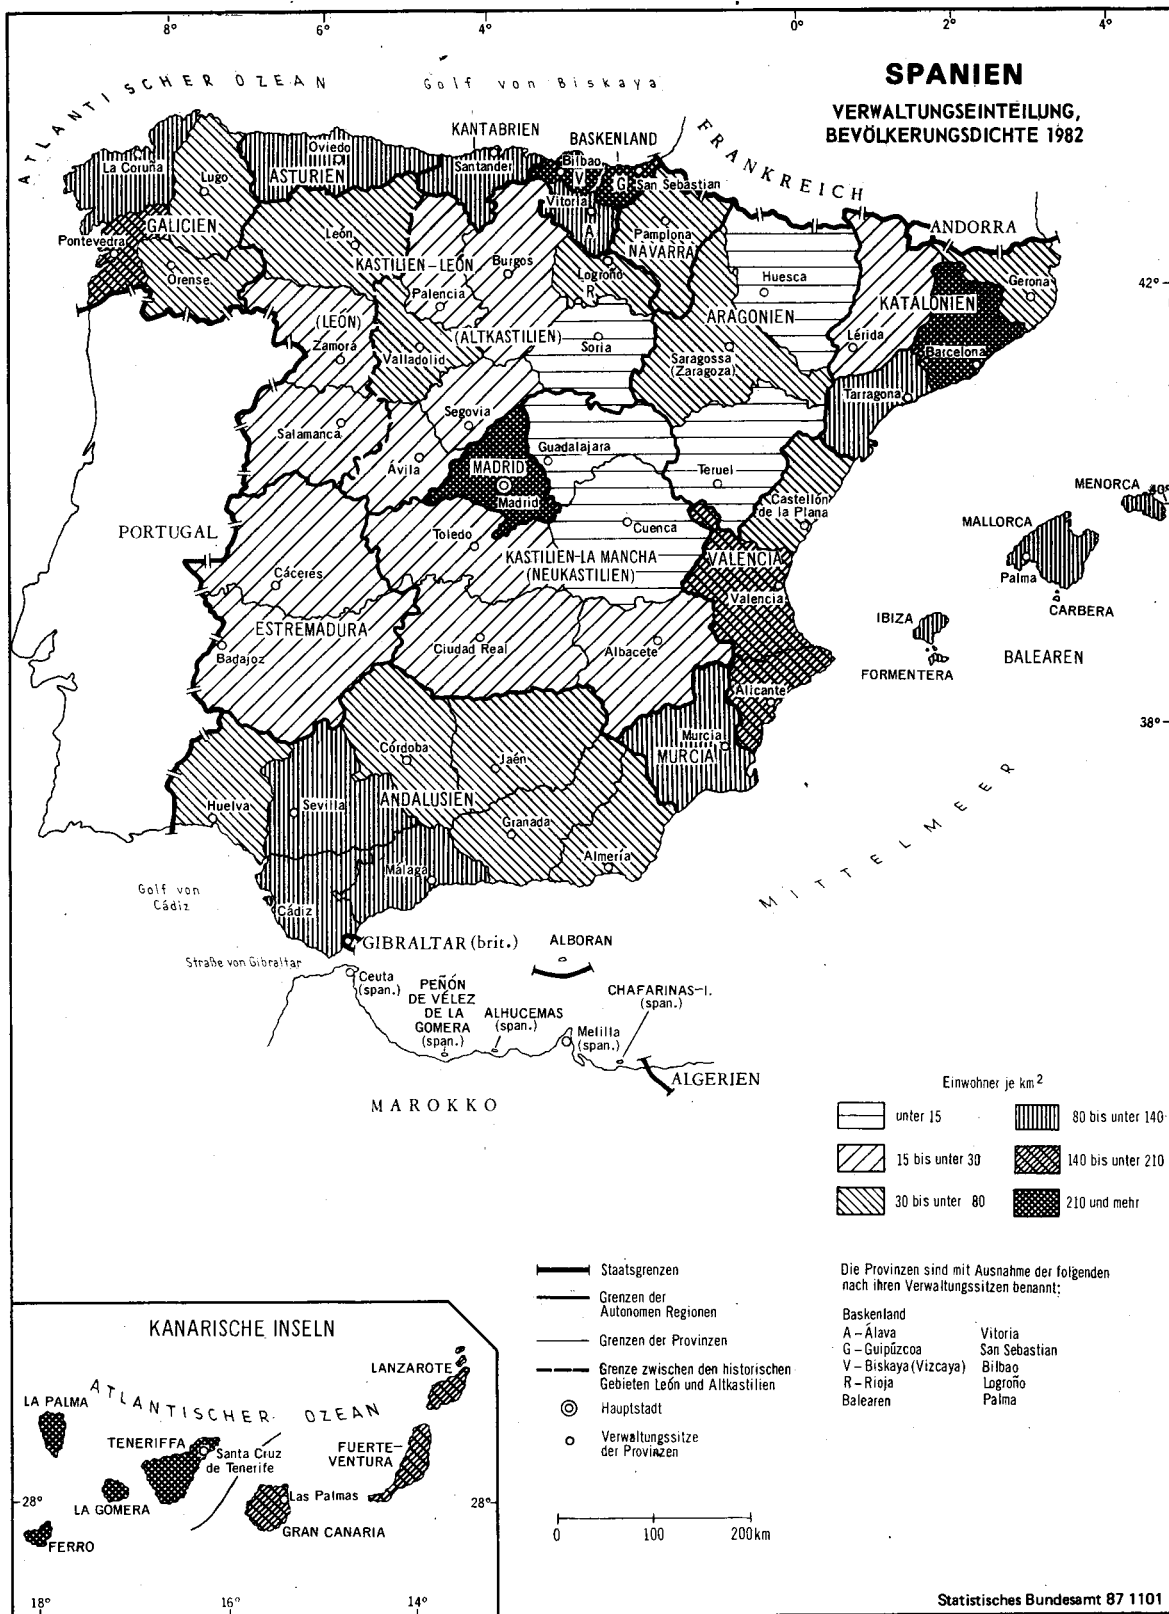 8° 6° 4° 0° 2° 4°
SPANIEN
VERWALTUNGSEINTEILUNG,
BEVÖLKERUNGSDICHTE 1982
ATLANTISCHER OZEAN
Golf von Biskaya
FRANKREICH
KANTABRIEN
BASKENLAND
La Coruña
Lugo
Oviedo
ASTURIEN
Santander
Bilbao
V
G
San Sebastian
Vitoria
A
ANDORRA
GALICIEN
Pontevedra
Orense
León
KASTILIEN-LEÓN
Burgos
Palencia
Pamplona
NAVARRA
Logroño
R
Huesca
ARAGONIEN
KATALONIEN
Gerona
42°
(LEÓN)
Zamora
Valladolid
(ALTKASTILIEN)
Soria
Saragossa
(Zaragoza)
Lérida
Barcelona
Tarragona
Salamanca
Segovia
Ávila
MADRID
Madrid
Guadalajara
Teruel
Castellón
de la Plana
MENORCA
40°
MALLORCA
Palma
CARBERA
PORTUGAL
Toledo
Cuenca
KASTILIEN-LA MANCHA
(NEUKASTILIEN)
VALENCIA
Valencia
Cáceres
ESTREMADURA
Badajoz
Ciudad Real
Albacete
IBIZA
FORMENTERA
BALEAREN
Alicante
38°
Murcia
MURCIA
Córdoba
Jaén
Huelva
Sevilla
ANDALUSIEN
Granada
Almería
Málaga
Cádiz
MITTELMEER
Golf von
Cádiz
GIBRALTAR (brit.)
ALBORAN
Straße von Gibraltar
Ceuta
(span.)
PEÑÓN
DE VÉLEZ
DE LA
GOMERA
(span.)
ALHUCEMAS
(span.)
CHAFARINAS-I.
(span.)
Melilla
(span.)
ALGERIEN
MAROKKO
Einwohner je km²
unter 15
15 bis unter 30
30 bis unter 80
80 bis unter 140
140 bis unter 210
210 und mehr
Staatsgrenzen
Grenzen der
Autonomen Regionen
Grenzen der Provinzen
Grenze zwischen den historischen
Gebieten León und Altkastilien
Hauptstadt
Verwaltungssitze
der Provinzen
0 100 200km
Die Provinzen sind mit Ausnahme der folgenden
nach ihren Verwaltungssitzen benannt:
Baskenland
A – Álava Vitoria
G – Guipúzcoa San Sebastian
V – Biskaya (Vizcaya) Bilbao
R – Rioja Logroño
Balearen Palma
KANARISCHE INSELN
LANZAROTE
ATLANTISCHER OZEAN
LA PALMA
TENERIFFA
Santa Cruz
de Tenerife
FUERTE-
VENTURA
LA GOMERA
Las Palmas
GRAN CANARIA
FERRO
28° 28°
18° 16° 14°
Statistisches Bundesamt 87 1101